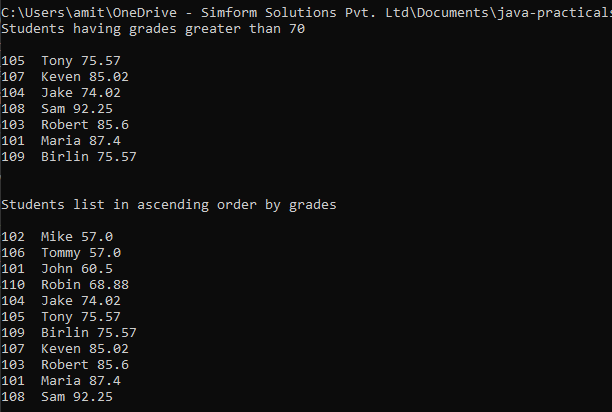 C:\Users\amit\OneDrive - Simform Solutions Pvt. Ltd\Documents\java-practicals
Students having grades greater than 70
105 Tony 75.57
107 Keven 85.02
104 Jake 74.02
108 Sam 92.25
103 Robert 85.6
101 Maria 87.4
109 Birlin 75.57
Students list in ascending order by grades
102 Mike 57.0
106 Tommy 57.0
101 John 60.5
110 Robin 68.88
104 Jake 74.02
105 Tony 75.57
109 Birlin 75.57
107 Keven 85.02
103 Robert 85.6
101 Maria 87.4
108 Sam 92.25